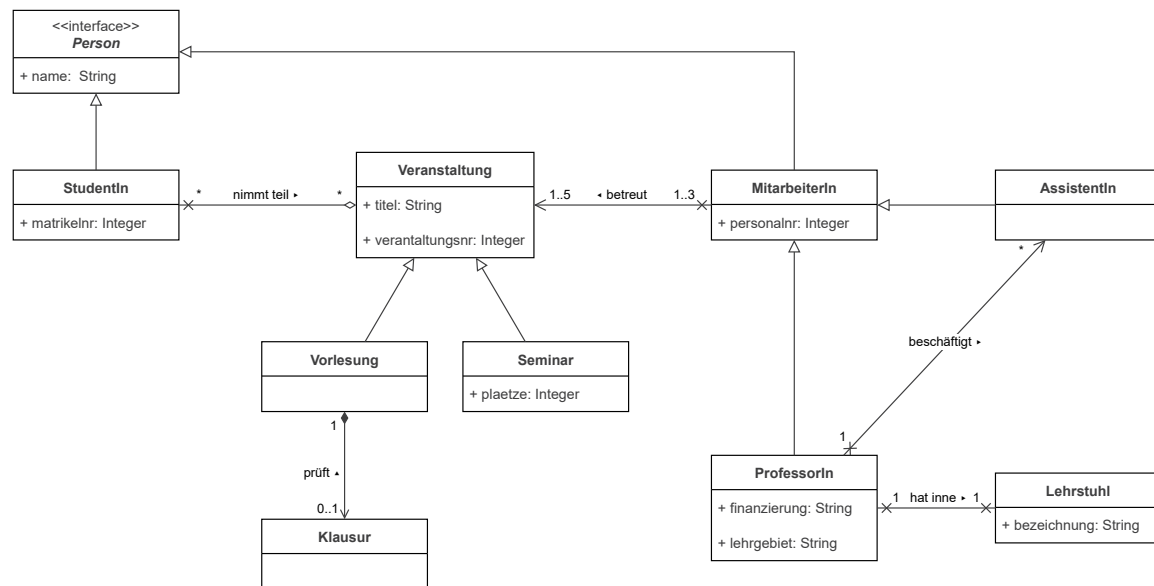 <<interface>>
Person
+ name: String
StudentIn
+ matrikelnr: Integer
* nimmt teil ▸ *
Veranstaltung
+ titel: String
+ verantaltungsnr: Integer
1..5 ◂ betreut 1..3
MitarbeiterIn
+ personalnr: Integer
AssistentIn
*
beschäftigt ▸
1
Vorlesung
Seminar
+ plaetze: Integer
1
prüft ▴
0..1
Klausur
ProfessorIn
+ finanzierung: String
+ lehrgebiet: String
1 hat inne ▸ 1
Lehrstuhl
+ bezeichnung: String